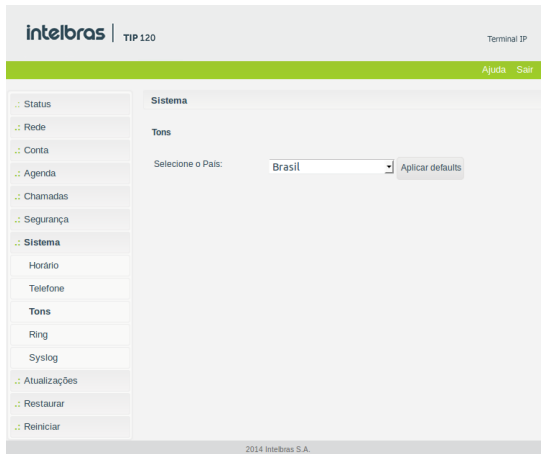 intelbras | TIP 120
Terminal IP
Ajuda Sair
.: Status
.: Rede
.: Conta
.: Agenda
.: Chamadas
.: Segurança
.: Sistema
Horário
Telefone
Tons
Ring
Syslog
.: Atualizações
.: Restaurar
.: Reiniciar
Sistema
Tons
Selecione o País: Brasil Aplicar defaults
2014 Intelbras S.A.